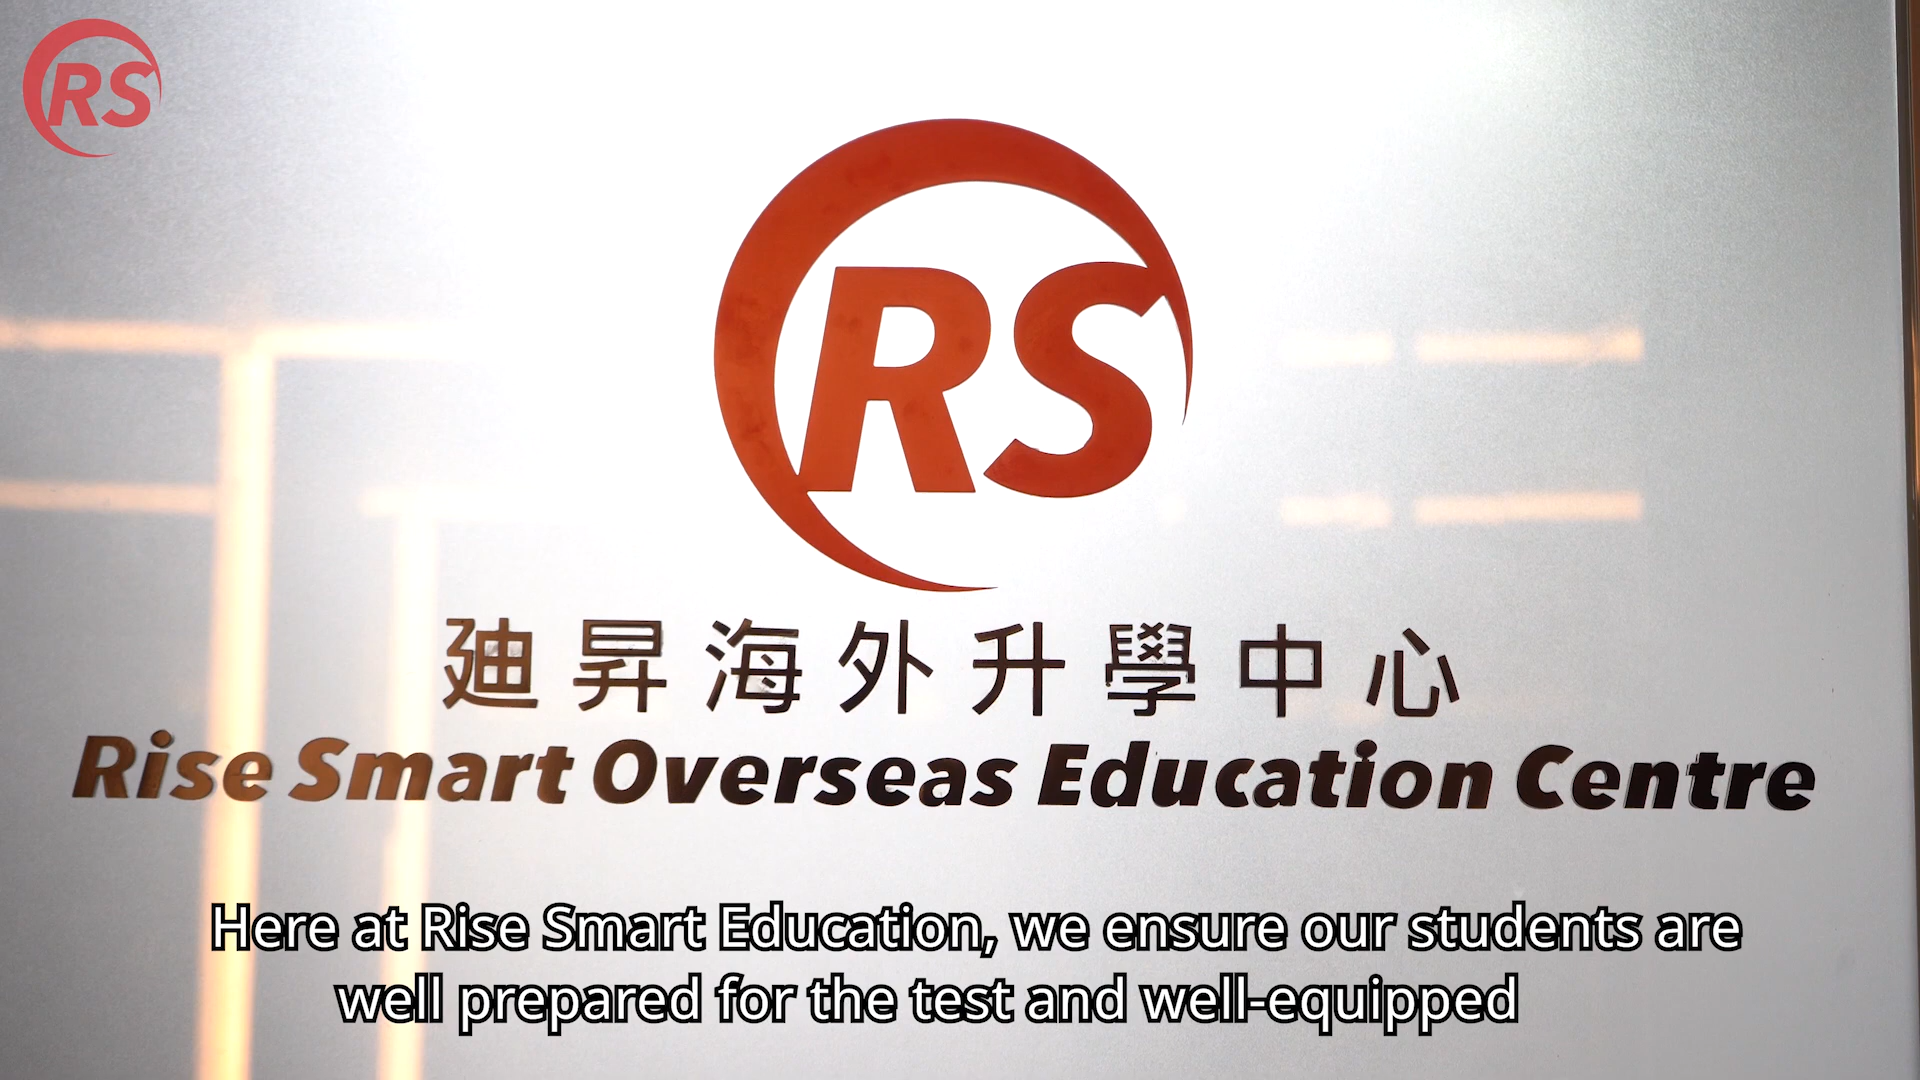 RS
RS
廸昇海外升學中心
Rise Smart Overseas Education Centre
Here at Rise Smart Education, we ensure our students are
well prepared for the test and well-equipped